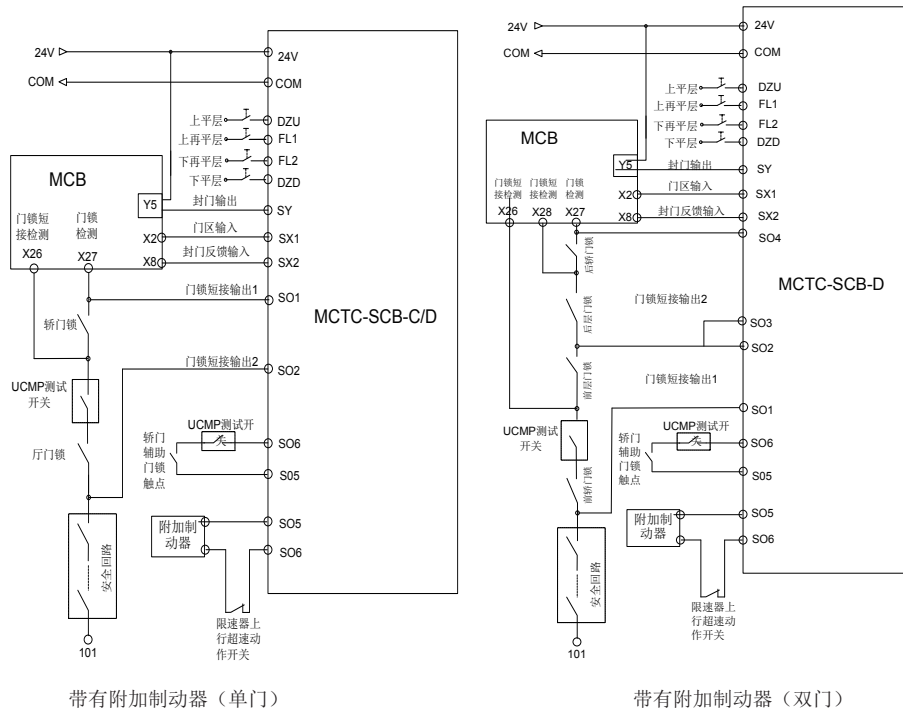 24V
24V
COM
COM
上平层
DZU
上再平层
FL1
下再平层
FL2
下平层
DZD
MCB
Y5
封门输出
SY
门锁短
接检测
门锁
检测
X2
门区输入
SX1
X26
X27
X8
封门反馈输入
SX2
门锁短接输出1
SO1
MCTC-SCB-C/D
轿门锁
门锁短接输出2
SO2
UCMP测试
开关
UCMP测试开
关
轿门
辅助
门锁
触点
SO6
S05
厅门锁
附加制
动器
SO5
SO6
安全回路
限速器上
行超速动
作开关
101
带有附加制动器（单门）
24V
24V
COM
COM
上平层
DZU
上再平层
FL1
下再平层
FL2
下平层
DZD
MCB
Y5
封门输出
SY
门锁短
接检测
门锁短
接检测
门锁
检测
X2
门区输入
SX1
X26
X28
X27
X8
封门反馈输入
SX2
SO4
后轿门锁
MCTC-SCB-D
门锁短接输出2
后层门锁
SO3
SO2
前层门锁
门锁短接输出1
SO1
UCMP测试
开关
UCMP测试开
关
轿门
辅助
门锁
触点
SO6
S05
前轿门锁
附加制
动器
SO5
SO6
安全回路
限速器上
行超速动
作开关
101
带有附加制动器（双门）